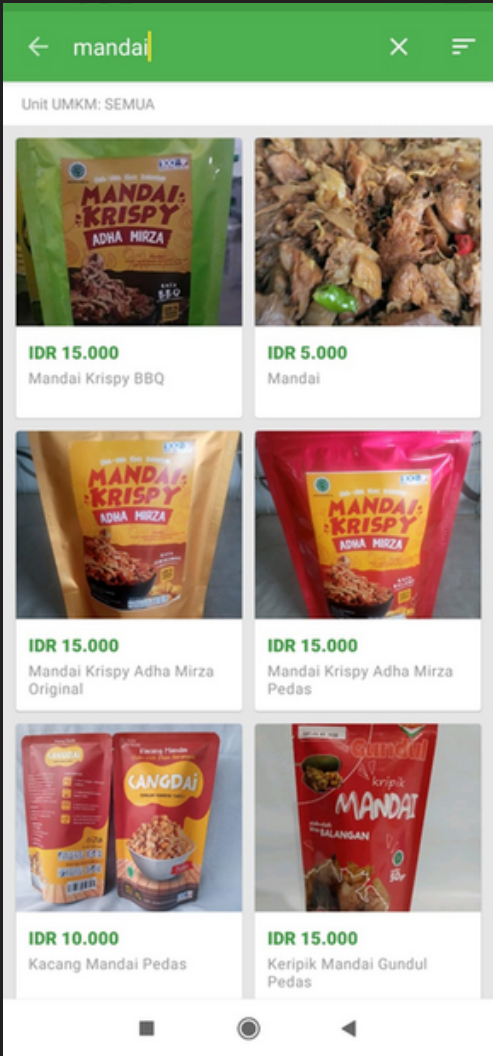 mandai
Unit UMKM: SEMUA
MANDAI
KRISPY
ADHA MIRZA
BBQ
IDR 15.000
Mandai Krispy BBQ
IDR 5.000
Mandai
MANDAI
KRISPY
ADHA MIRZA
IDR 15.000
Mandai Krispy Adha Mirza
Original
MANDAI
KRISPY
ADHA MIRZA
IDR 15.000
Mandai Krispy Adha Mirza
Pedas
Kacang Mandai
CANGDAI
IDR 10.000
Kacang Mandai Pedas
Gundul
kripik
MANDAI
BALANGAN
IDR 15.000
Keripik Mandai Gundul
Pedas